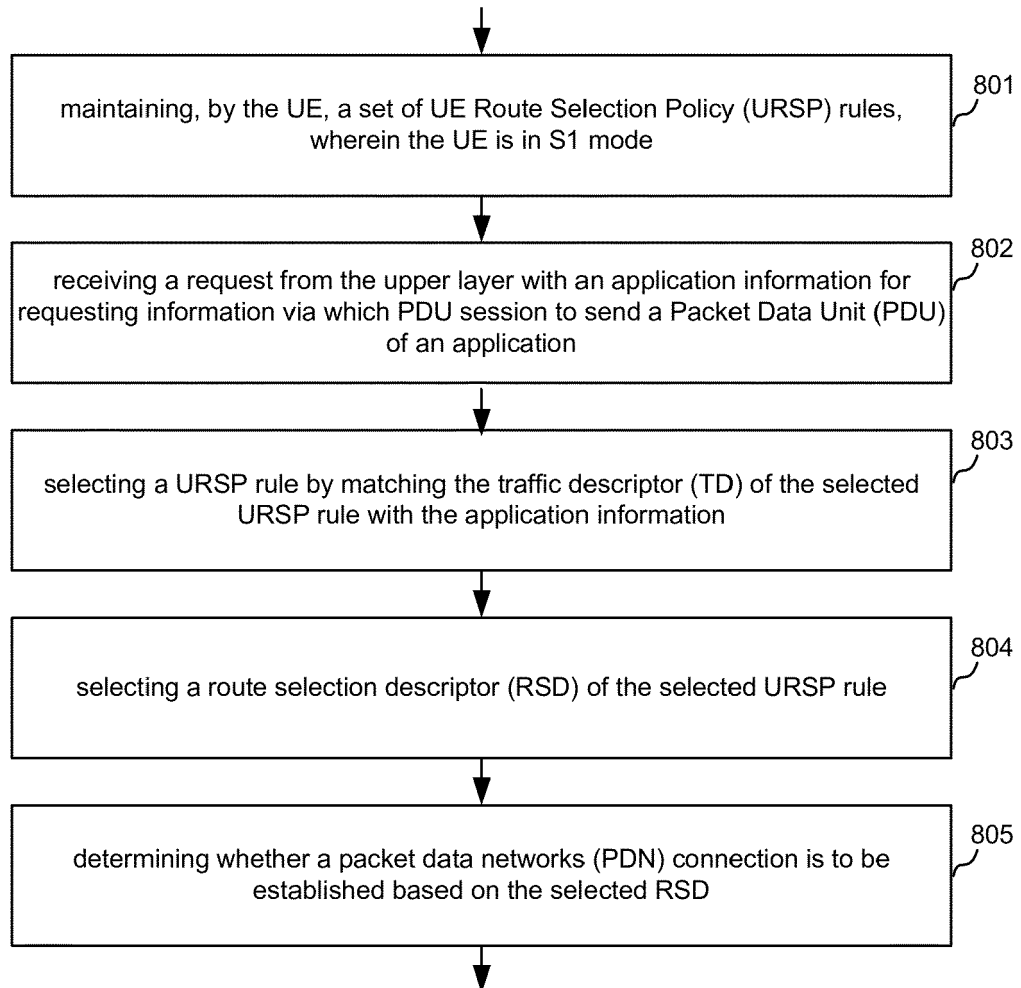 maintaining, by the UE, a set of UE Route Selection Policy (URSP) rules,
wherein the UE is in S1 mode
801
receiving a request from the upper layer with an application information for
requesting information via which PDU session to send a Packet Data Unit (PDU)
of an application
802
selecting a URSP rule by matching the traffic descriptor (TD) of the selected
URSP rule with the application information
803
selecting a route selection descriptor (RSD) of the selected URSP rule
804
determining whether a packet data networks (PDN) connection is to be
established based on the selected RSD
805